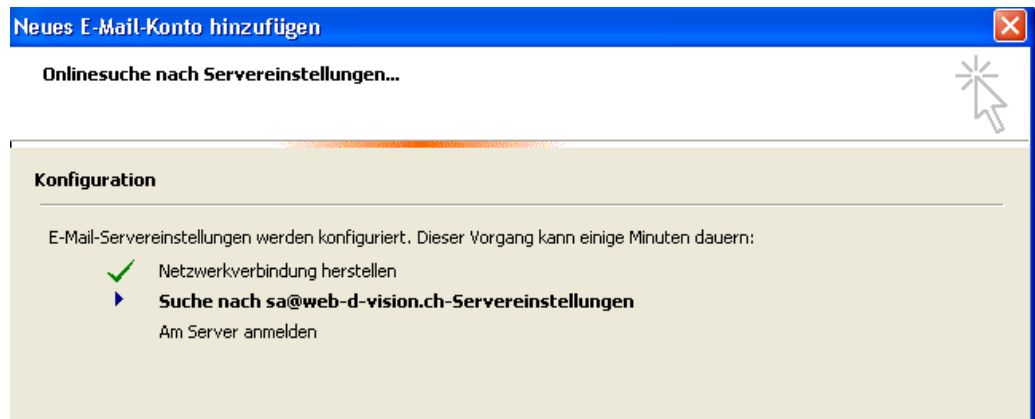 Neues E-Mail-Konto hinzufügen
Onlinesuche nach Servereinstellungen...
Konfiguration
E-Mail-Servereinstellungen werden konfiguriert. Dieser Vorgang kann einige Minuten dauern:
Netzwerkverbindung herstellen
Suche nach sa@web-d-vision.ch-Servereinstellungen
Am Server anmelden